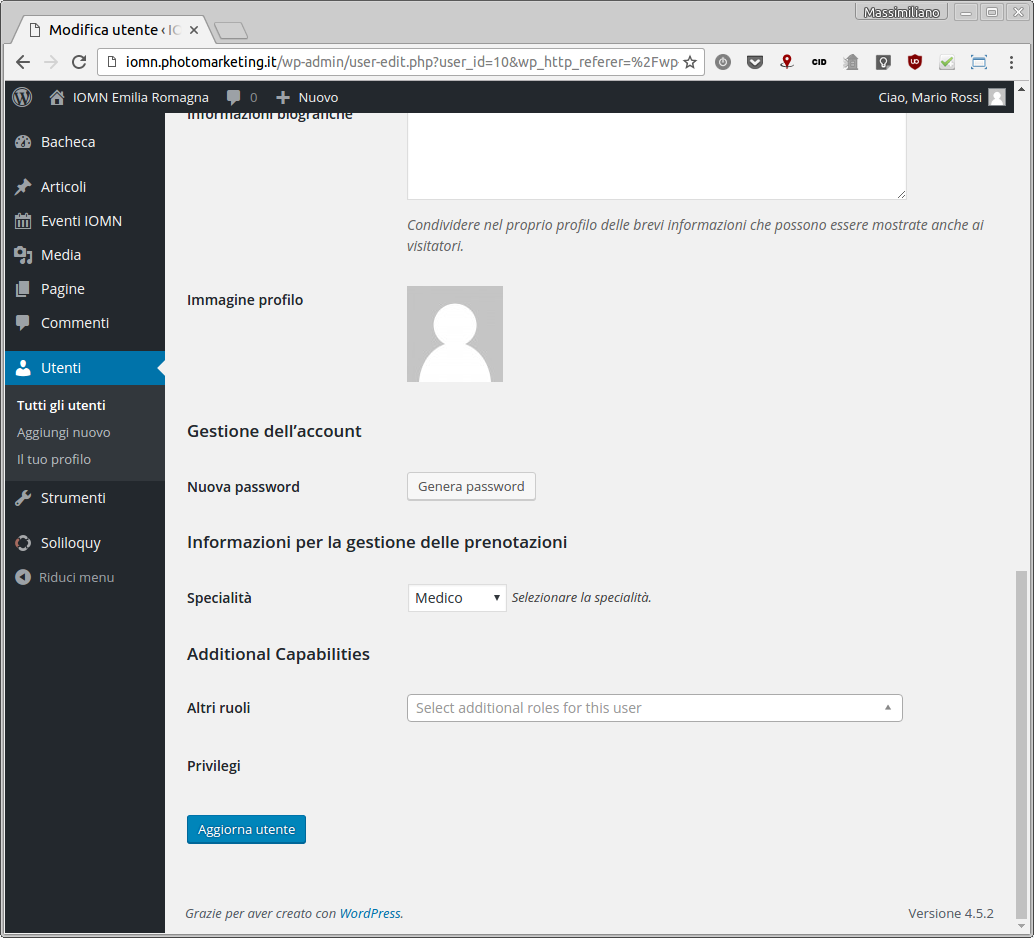 Massimiliano
Modifica utente ‹ IC
iomn.photomarketing.it/wp-admin/user-edit.php?user_id=10&wp_http_referer=%2Fwp
CID
UD
IOMN Emilia Romagna
0
Nuovo
Ciao, Mario Rossi
Informazioni biografiche
Bacheca
Articoli
Eventi IOMN
Media
Pagine
Commenti
Utenti
Tutti gli utenti
Aggiungi nuovo
Il tuo profilo
Strumenti
Soliloquy
Riduci menu
Condividere nel proprio profilo delle brevi informazioni che possono essere mostrate anche ai
visitatori.
Immagine profilo
Gestione dell’account
Nuova password
Genera password
Informazioni per la gestione delle prenotazioni
Specialità
Medico
Selezionare la specialità.
Additional Capabilities
Altri ruoli
Select additional roles for this user
Privilegi
Aggiorna utente
Grazie per aver creato con WordPress.
Versione 4.5.2